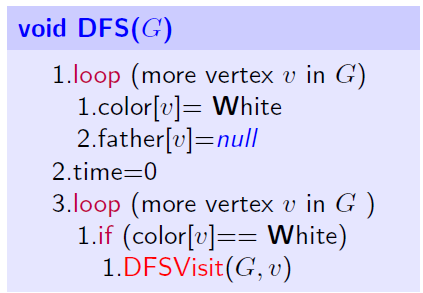 void DFS(G)
1.loop (more vertex v in G)
1.color[v]= White
2.father[v]=null
2.time=0
3.loop (more vertex v in G )
1.if (color[v]== White)
1.DFSVisit(G, v)